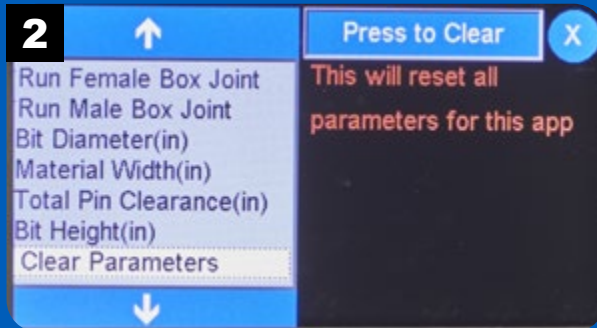 2
Run Female Box Joint
Run Male Box Joint
Bit Diameter(in)
Material Width(in)
Total Pin Clearance(in)
Bit Height(in)
Clear Parameters
Press to Clear
X
This will reset all
parameters for this app